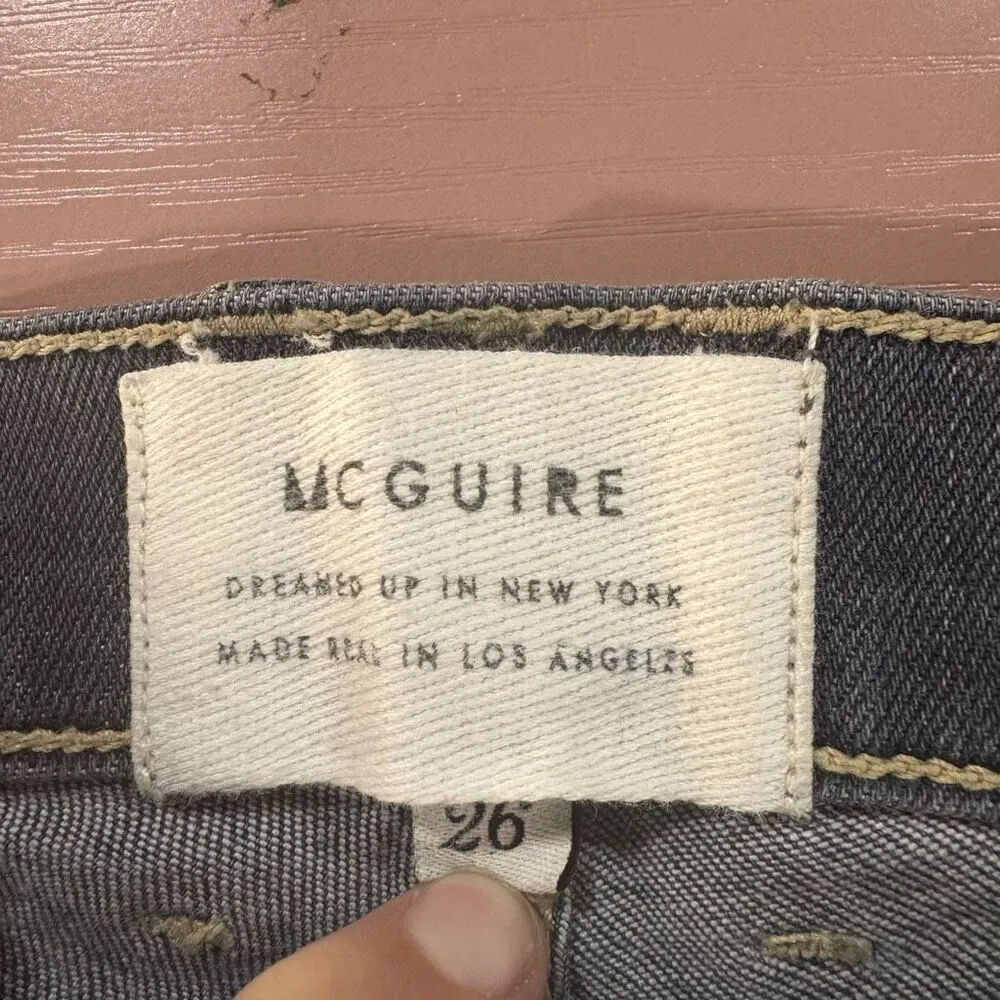 MCGUIRE
DREAMED UP IN NEW YORK
MADE REAL IN LOS ANGELES
26